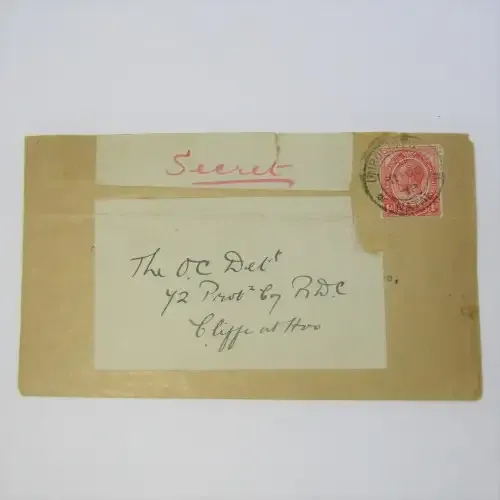 Secret
The O.C Det^t
72 Prot^n Coy R.D.C
Cliffe at Hoo